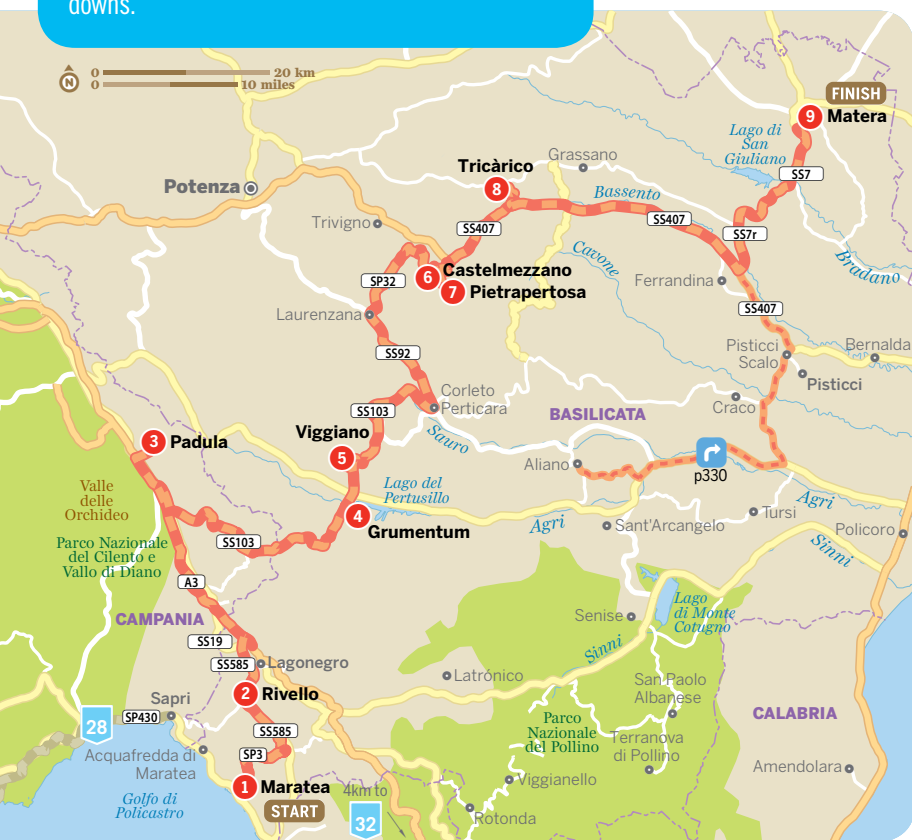 downs.
N
0 20 km
0 10 miles
FINISH
9 Matera
Lago di
San
Giuliano
SS7
Grassano
Tricàrico
8
Potenza
Bassento
SS407
SS407
SS7r
Trivigno
Cavone
Bradano
6 Castelmezzano
7 Pietrapertosa
SP32
Ferrandina
SS407
Laurenzana
Pisticci
Scalo
Bernalda
SS92
Pisticci
Corleto
Perticara
SS103
BASILICATA
Craco
Viggiano
5
Sauro
3 Padula
Aliano
p330
Valle
delle
Orchideo
Lago del
Pertusillo
Agri
4
Grumentum
Agri
Sant'Arcangelo
Tursi
Policoro
Sinni
SS103
Parco Nazionale
del Cilento e
Vallo di Diano
A3
CAMPANIA
Lago
di Monte
Cotugno
Senise
SS19
Sinni
SS585
Lagonegro
Latrónico
San Paolo
Albanese
2 Rivello
Sapri
SP430
28
CALABRIA
Parco
Nazionale
del Pollino
SS585
Terranova
di Pollino
SP3
Acquafredda di
Maratea
Amendolara
1 Maratea
START
4km to
32
Viggianello
Golfo di
Policastro
Rotonda